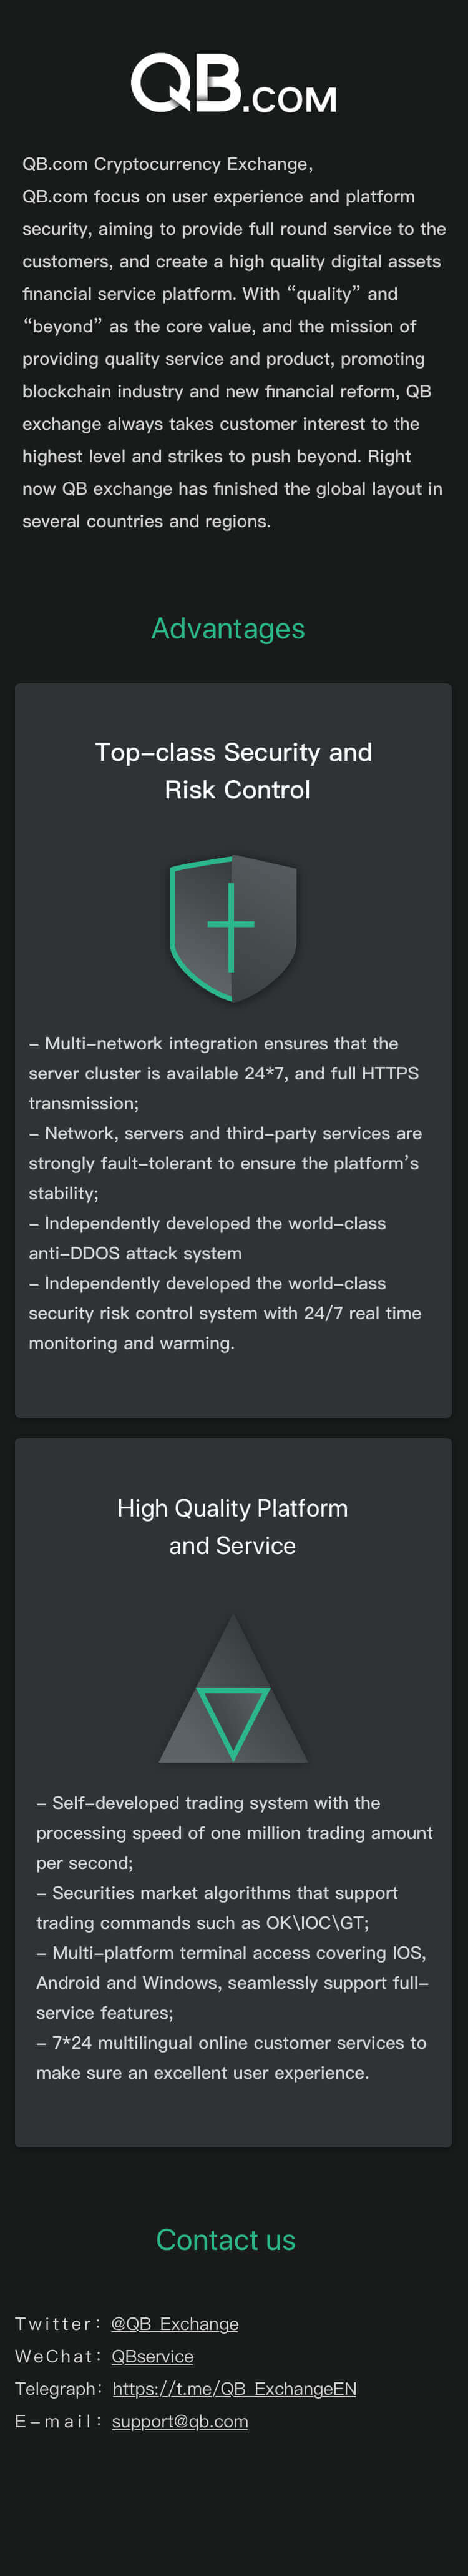 QB.COM
QB.com Cryptocurrency Exchange,
QB.com focus on user experience and platform
security, aiming to provide full round service to the
customers, and create a high quality digital assets
financial service platform. With “quality” and
“beyond” as the core value, and the mission of
providing quality service and product, promoting
blockchain industry and new financial reform, QB
exchange always takes customer interest to the
highest level and strikes to push beyond. Right
now QB exchange has finished the global layout in
several countries and regions.
Advantages
Top-class Security and
Risk Control
- Multi-network integration ensures that the
server cluster is available 24*7, and full HTTPS
transmission;
- Network, servers and third-party services are
strongly fault-tolerant to ensure the platform’s
stability;
- Independently developed the world-class
anti-DDOS attack system
- Independently developed the world-class
security risk control system with 24/7 real time
monitoring and warming.
High Quality Platform
and Service
- Self-developed trading system with the
processing speed of one million trading amount
per second;
- Securities market algorithms that support
trading commands such as OK\IOC\GT;
- Multi-platform terminal access covering IOS,
Android and Windows, seamlessly support full-
service features;
- 7*24 multilingual online customer services to
make sure an excellent user experience.
Contact us
Twitter: @QB_Exchange
WeChat: QBservice
Telegraph: https://t.me/QB_ExchangeEN
E-mail: support@qb.com